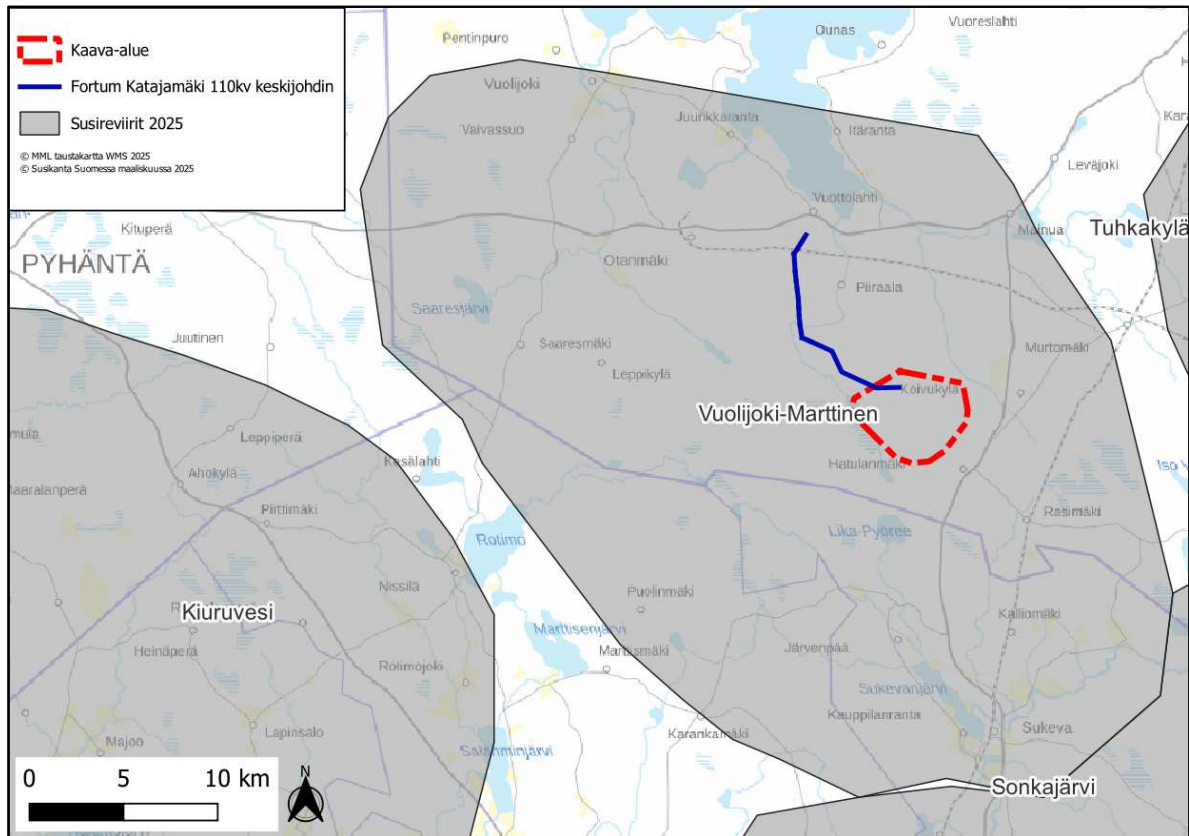 Kaava-alue
Fortum Katajamäki 110kv keskijohdin
Susireviirit 2025
© MML taustakartta WMS 2025
© Susikanta Suomessa maaliskuussa 2025
Pentinpuro
Ounas
Vuoreslahti
Vuolijoki
Vaivassuo
Juurikkaranta
Itäranta
Leväjoki
Kituperä
Vuottolahti
Mainua
Tuhkakylä
PYHÄNTÄ
Otanmäki
Piiraala
Saaresjärvi
Juutinen
Saaresmäki
Leppikylä
Murtomäki
Koivukylä
Vuolijoki-Marttinen
Leppiperä
Kesälahti
Hatulanmäki
Ahokylä
Pirttimäki
Rasimäki
Rotimo
Lika-Pyöree
Nissilä
Puolinmäki
Kiuruvesi
Kalliomäki
Marttisenjärvi
Heinäperä
Martismäki
Järvenpää
Rotimojoki
Sukevanjärvi
Kauppilanranta
Lapinsalo
Karankamäki
Sukeva
Majoo
Salahminjärvi
Sonkajärvi
0 5 10 km
N